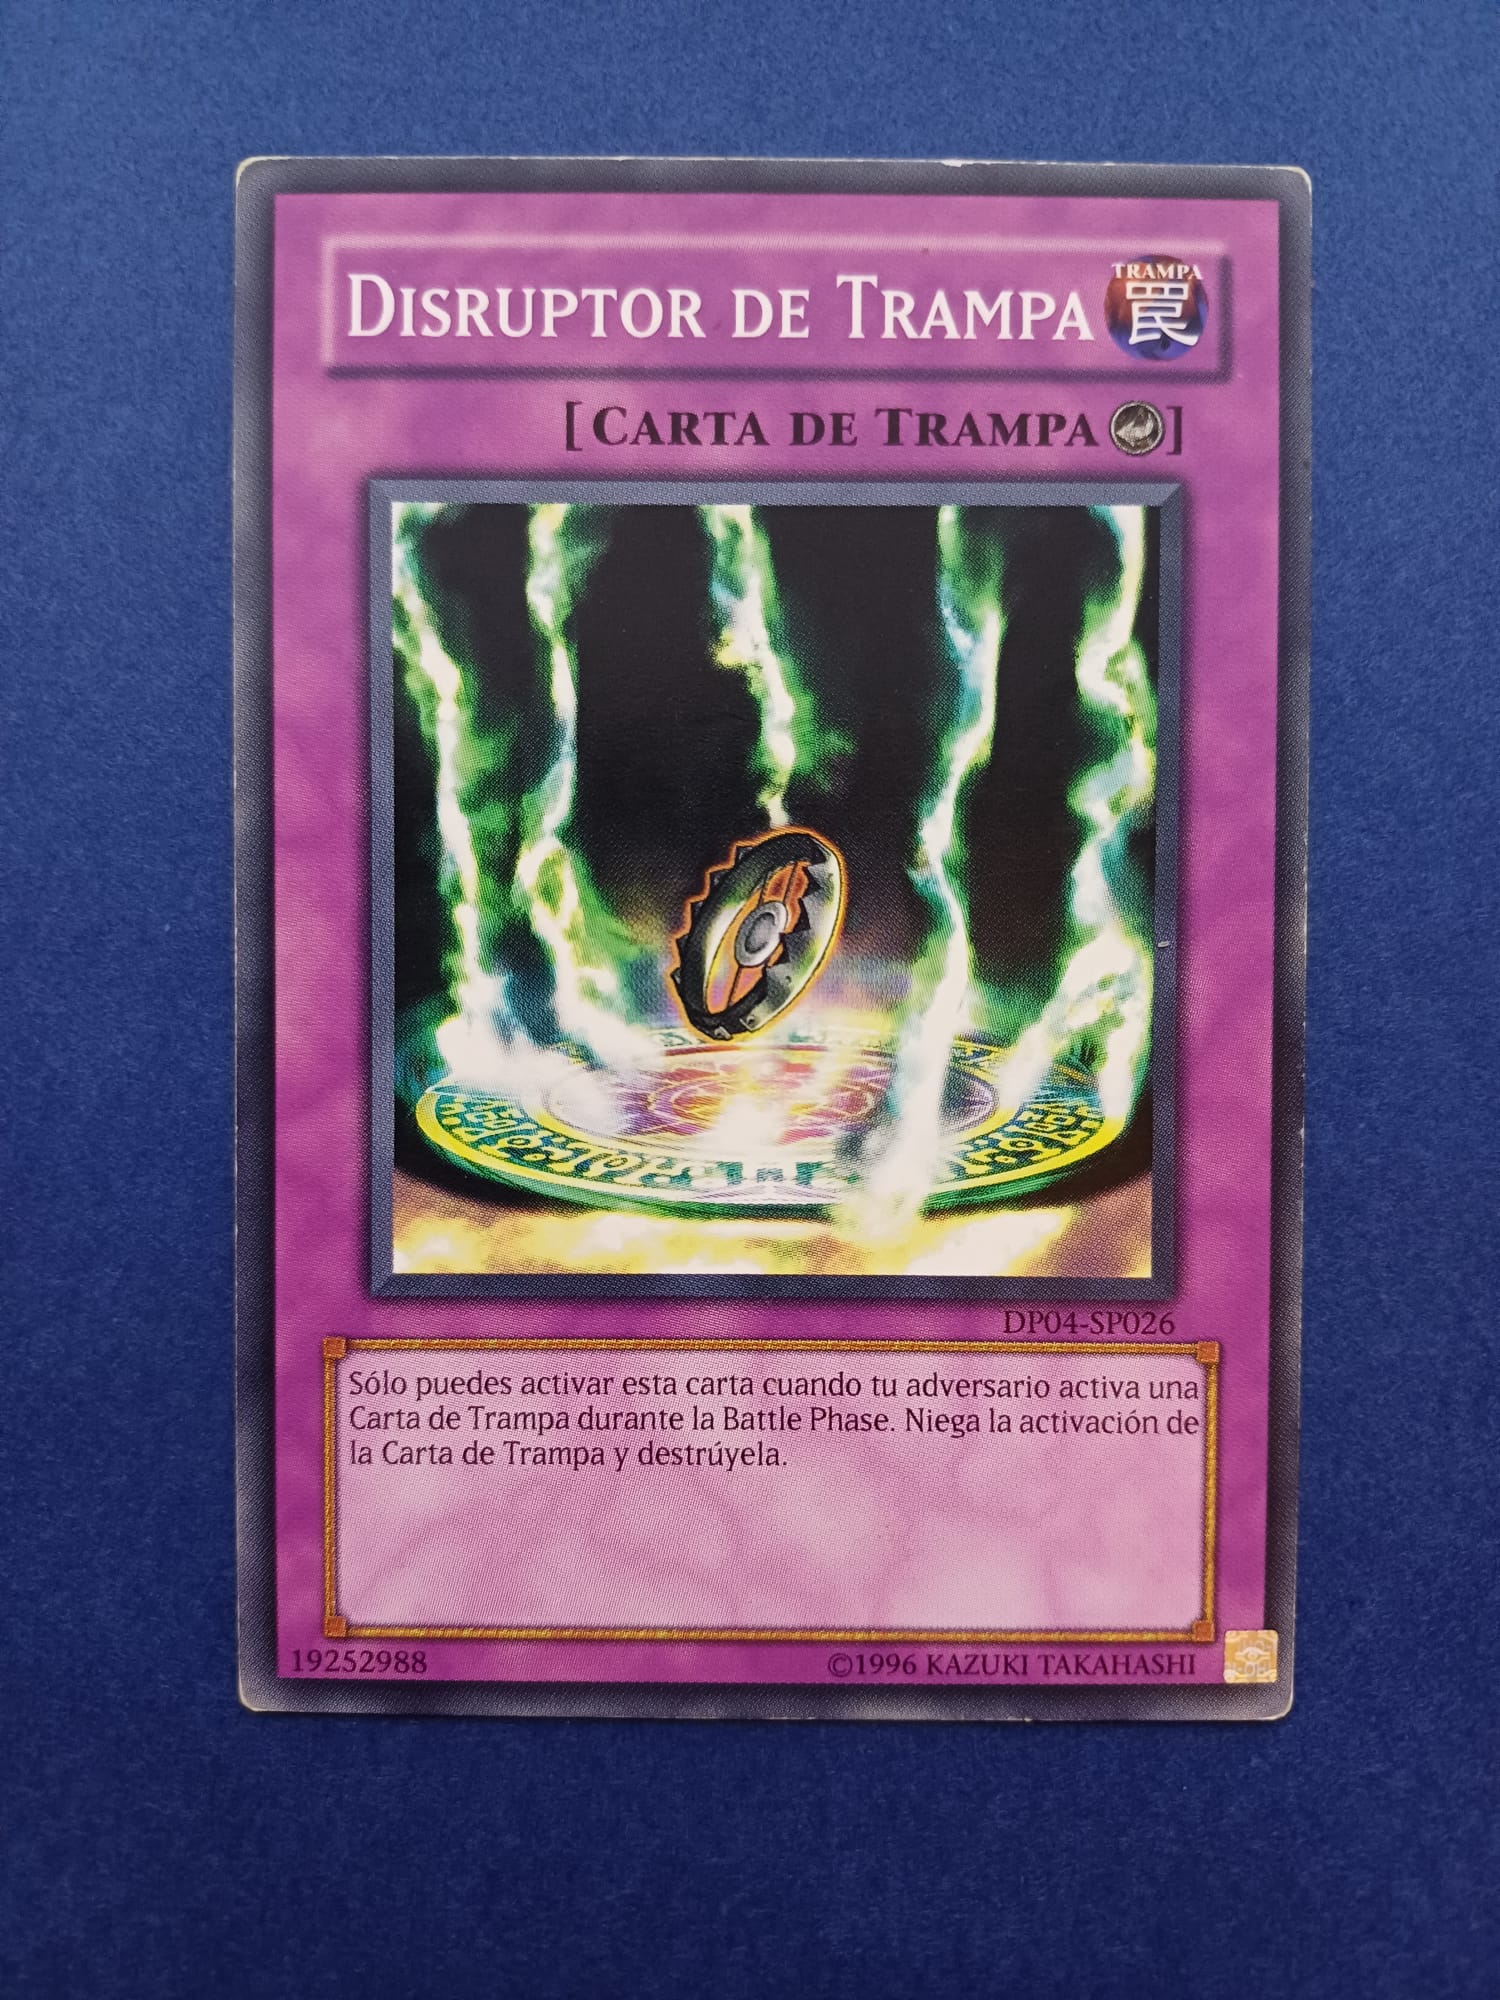 DISRUPTOR DE TRAMPA
TRAMPA
罠
[CARTA DE TRAMPA]
DP04-SP026
Sólo puedes activar esta carta cuando tu adversario activa una
Carta de Trampa durante la Battle Phase. Niega la activación de
la Carta de Trampa y destrúyela.
19252988
©1996 KAZUKI TAKAHASHI